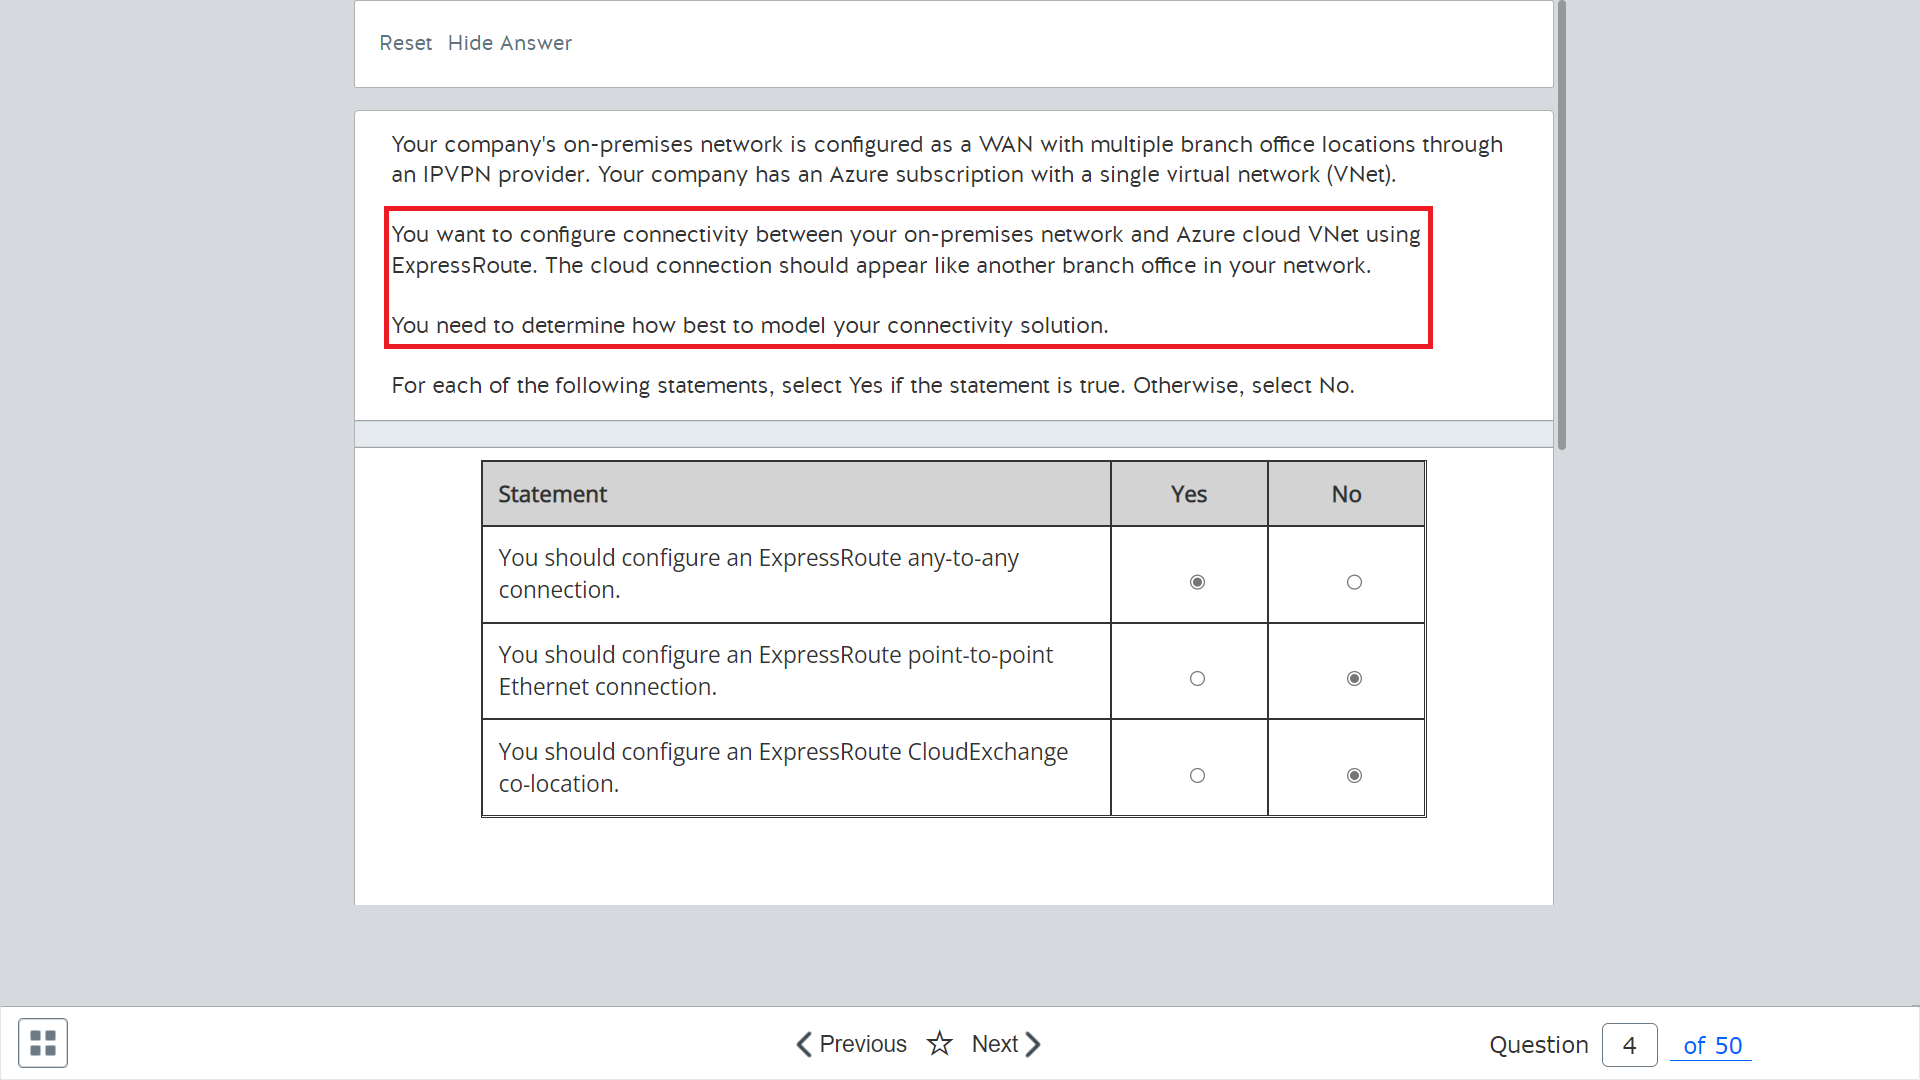 Reset Hide Answer
Your company's on-premises network is configured as a WAN with multiple branch office locations through
an IPVPN provider. Your company has an Azure subscription with a single virtual network (VNet).
You want to configure connectivity between your on-premises network and Azure cloud VNet using
ExpressRoute. The cloud connection should appear like another branch office in your network.
You need to determine how best to model your connectivity solution.
For each of the following statements, select Yes if the statement is true. Otherwise, select No.
Statement Yes No
You should configure an ExpressRoute any-to-any
connection.
You should configure an ExpressRoute point-to-point
Ethernet connection.
You should configure an ExpressRoute CloudExchange
co-location.
Previous Next Question 4 of 50